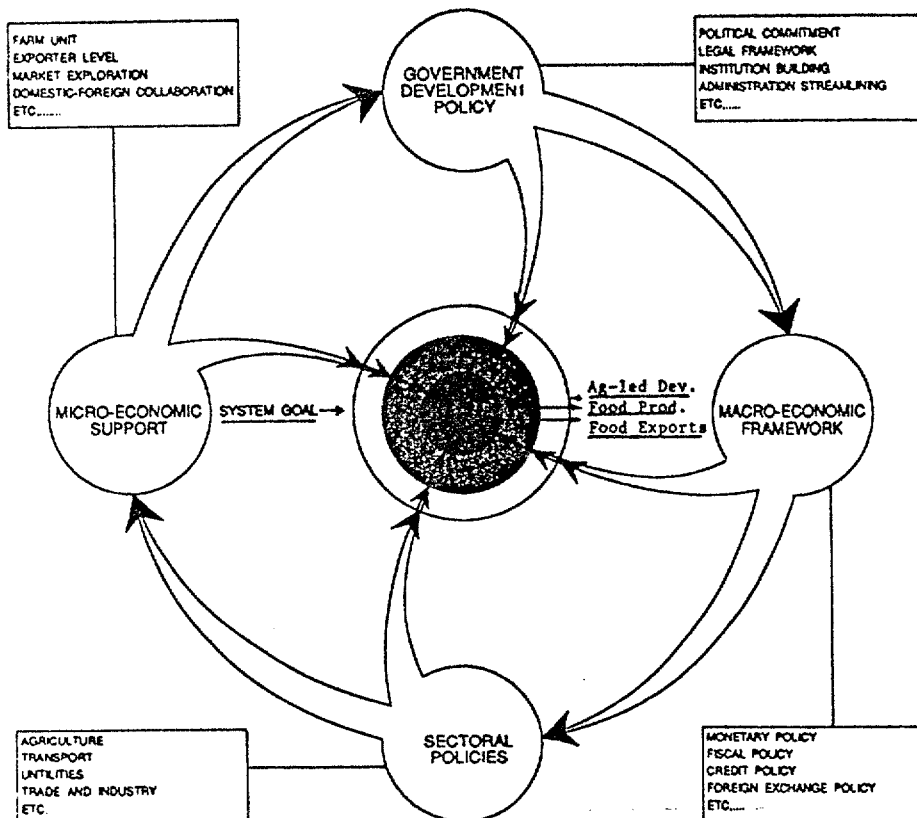 FARM UNIT
EXPORTER LEVEL
MARKET EXPLORATION
DOMESTIC-FOREIGN COLLABORATION
ETC.......
GOVERNMENT
DEVELOPMENT
POLICY
POLITICAL COMMITMENT
LEGAL FRAMEWORK
INSTITUTION BUILDING
ADMINISTRATION STREAMLINING
ETC.....
MICRO-ECONOMIC
SUPPORT
SYSTEM GOAL
Ag-led Dev.
Food Prod.
Food Exports
MACRO-ECONOMIC
FRAMEWORK
AGRICULTURE
TRANSPORT
UNTILITIES
TRADE AND INDUSTRY
ETC.
SECTORAL
POLICIES
MONETARY POLICY
FISCAL POLICY
CREDIT POLICY
FOREIGN EXCHANGE POLICY
ETC.....